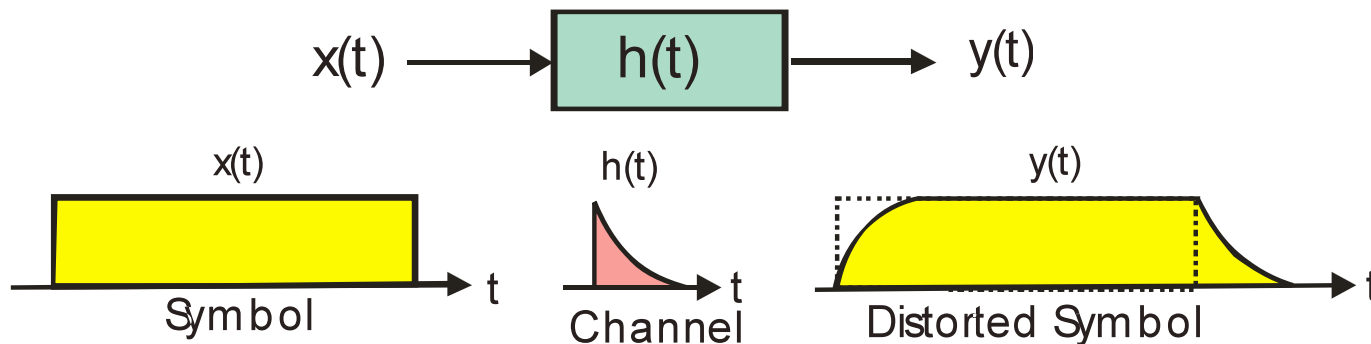 x(t) h(t) y(t)
x(t) h(t) y(t)
t t t
Symbol Channel Distorted Symbol